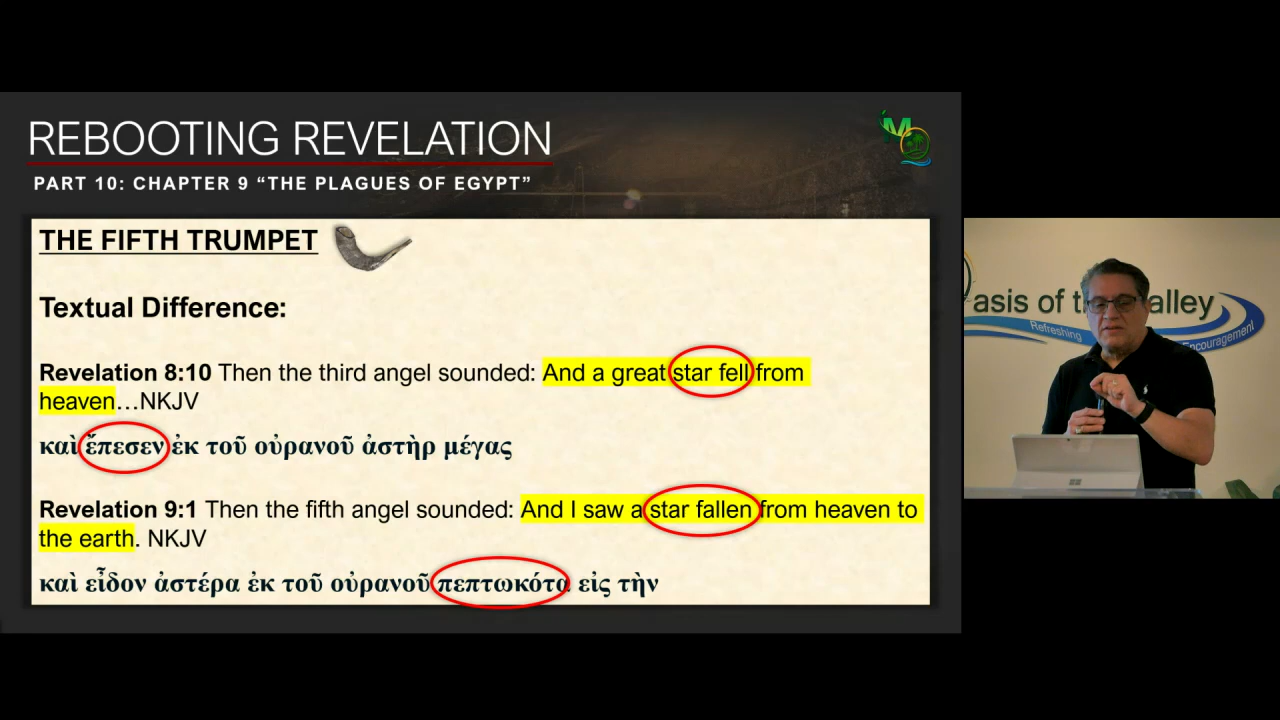 REBOOTING REVELATION
PART 10: CHAPTER 9 “THE PLAGUES OF EGYPT”
THE FIFTH TRUMPET
Textual Difference:
Revelation 8:10 Then the third angel sounded: And a great star fell from
heaven…NKJV
καὶ ἔπεσεν ἐκ τοῦ οὐρανοῦ ἀστὴρ μέγας
Revelation 9:1 Then the fifth angel sounded: And I saw a star fallen from heaven to
the earth. NKJV
καὶ εἶδον ἀστέρα ἐκ τοῦ οὐρανοῦ πεπτωκότα εἰς τὴν
asis of t alley
Refreshing
Encouragement